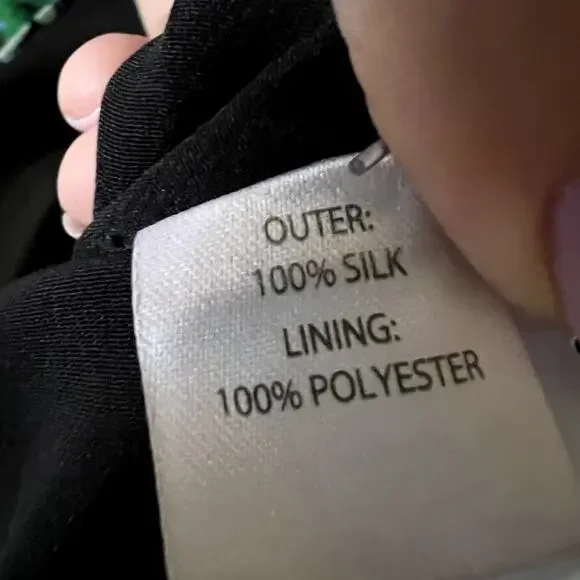 OUTER:
100% SILK
LINING:
100% POLYESTER